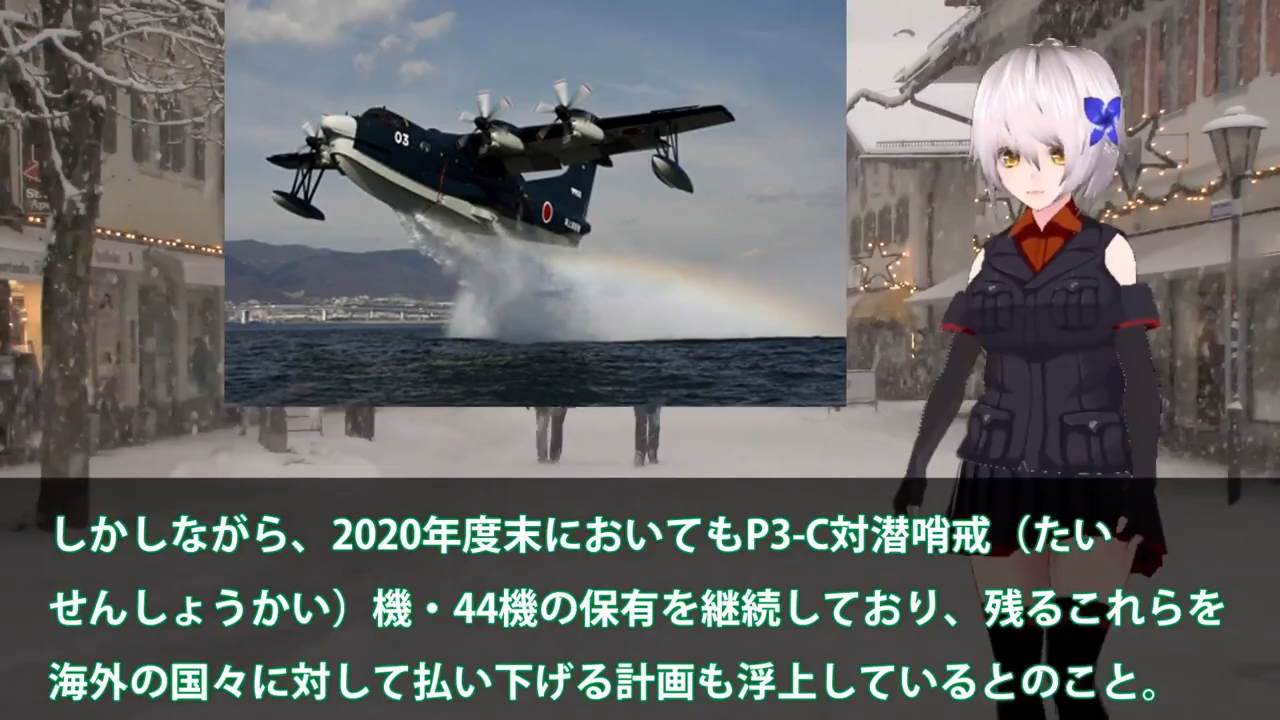 03
しかしながら、2020年度末においてもP3-C対潜哨戒（たい
せんしょうかい）機・44機の保有を継続しており、残るこれらを
海外の国々に対して払い下げる計画も浮上しているとのこと。